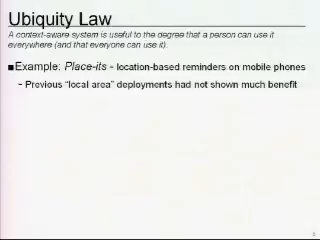 Ubiquity Law
A context-aware system is useful to the degree that a person can use it
everywhere (and that everyone can use it).
■Example: Place-its - location-based reminders on mobile phones
- Previous "local area" deployments had not shown much benefit